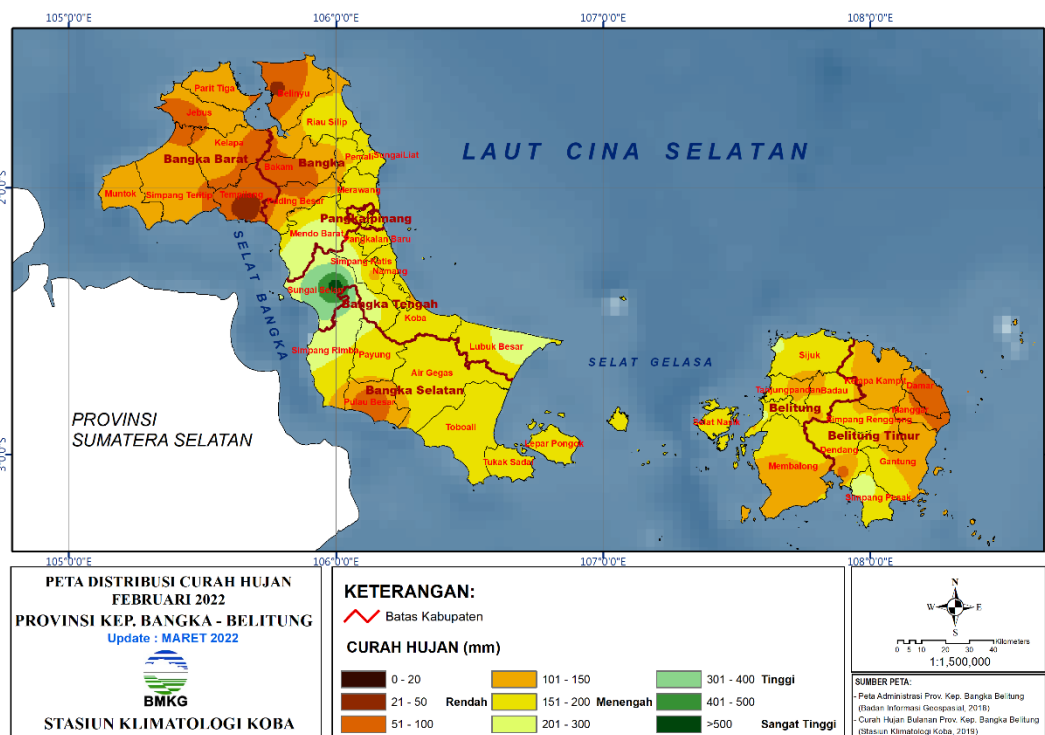 105°0'0"E 106°0'0"E 107°0'0"E 108°0'0"E
2°0'0"S
3°0'0"S
LAUT CINA SELATAN
SELAT BANGKA
SELAT GELASA
PROVINSI
SUMATERA SELATAN
Parit Tiga
Belinyu
Jebus
Riau Silip
Kelapa
Bangka Barat
Bangka
Pemali
SungaiLiat
Bakam
Muntok
Simpang Teritip
Tempilang
Puding Besar
Merawang
Pangkalpinang
Mendo Barat
Pangkalan Baru
Simpang Katis
Namang
Sungai Selan
Bangka Tengah
Koba
Lubuk Besar
Simpang Rimba
Payung
Air Gegas
Bangka Selatan
Pulau Besar
Toboali
Tukak Sadai
Lepar Pongok
Selat Nasik
Sijuk
Tanjungpandan
Badau
Kelapa Kampit
Damar
Belitung
Manggar
Simpang Renggiang
Belitung Timur
Dendang
Gantung
Membalong
Simpang Pesak
105°0'0"E 106°0'0"E 107°0'0"E 108°0'0"E
PETA DISTRIBUSI CURAH HUJAN
FEBRUARI 2022
PROVINSI KEP. BANGKA - BELITUNG
Update : MARET 2022
BMKG
STASIUN KLIMATOLOGI KOBA
KETERANGAN:
Batas Kabupaten
CURAH HUJAN (mm)
0 - 20
21 - 50
51 - 100
Rendah
101 - 150
151 - 200
201 - 300
Menengah
301 - 400
401 - 500
>500
Tinggi
Sangat Tinggi
N
W E
S
0 5 10 20 30 40 Kilometers
1:1,500,000
SUMBER PETA:
- Peta Administrasi Prov. Kep. Bangka Belitung
(Badan Informasi Geospasial, 2018)
- Curah Hujan Bulanan Prov. Kep. Bangka Belitung
(Stasiun Klimatologi Koba, 2019)